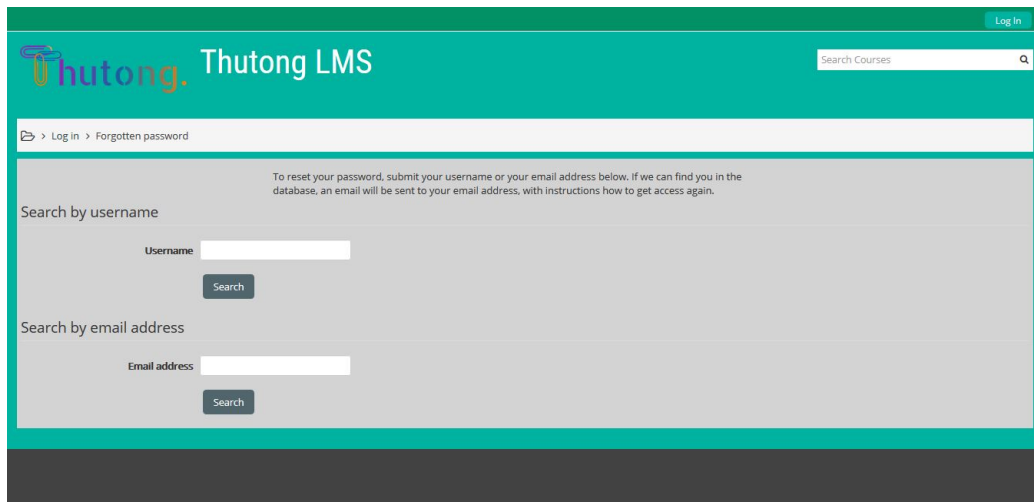 Log In
Thutong.
Thutong LMS
Search Courses
> Log in > Forgotten password
To reset your password, submit your username or your email address below. If we can find you in the
database, an email will be sent to your email address, with instructions how to get access again.
Search by username
Username
Search
Search by email address
Email address
Search